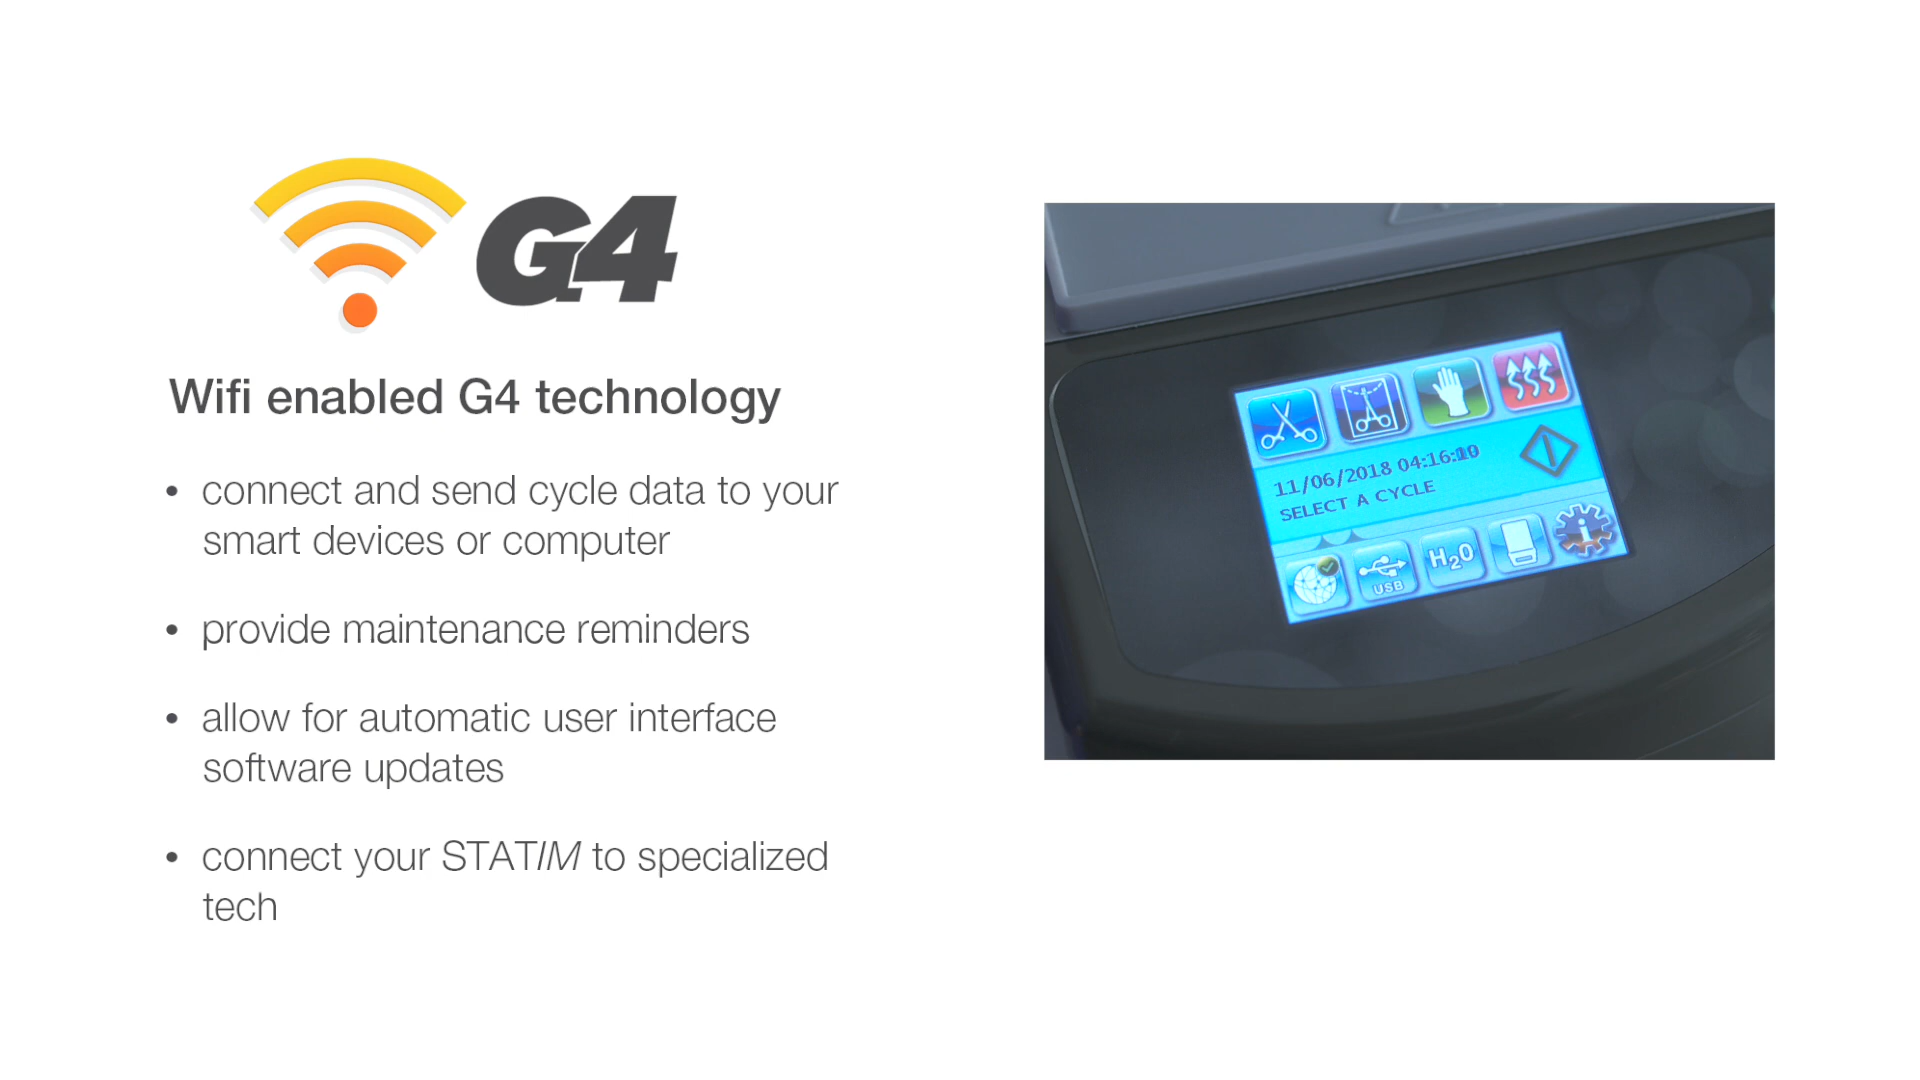 G4
Wifi enabled G4 technology
• connect and send cycle data to your
smart devices or computer
• provide maintenance reminders
• allow for automatic user interface
software updates
• connect your STATIM to specialized
tech
11/06/2018 04:16
SELECT A CYCLE
USB
H₂O